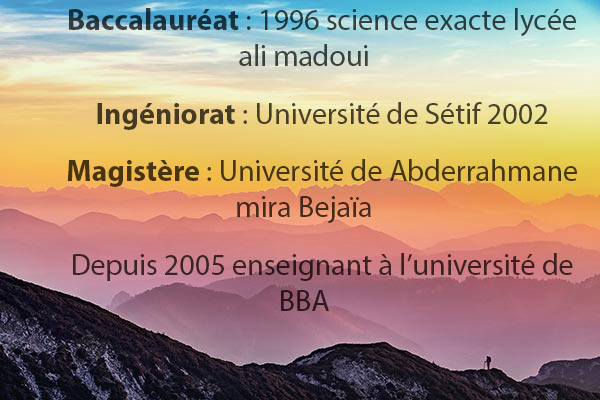 Baccalauréat : 1996 science exacte lycée
ali madoui
Ingéniorat : Université de Sétif 2002
Magistère : Université de Abderrahmane
mira Bejaïa
Depuis 2005 enseignant à l’université de
BBA